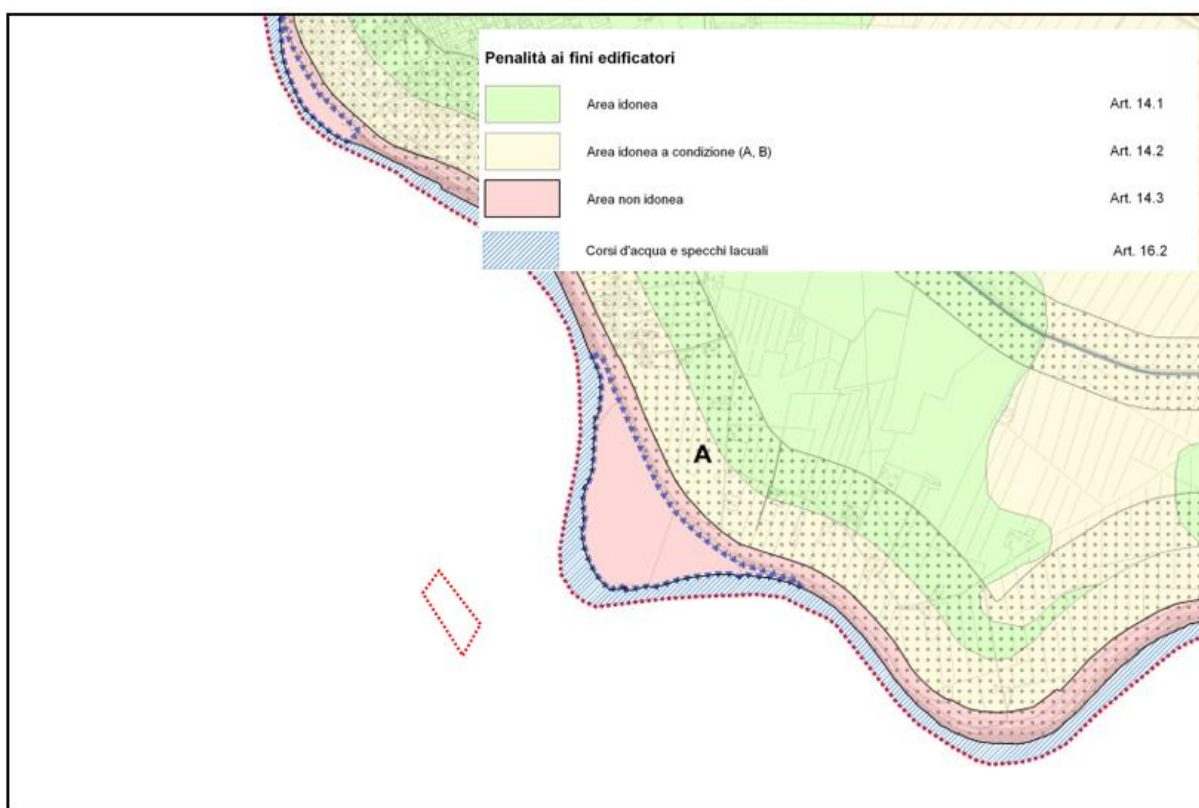 Penalità ai fini edificatori
Area idonea Art. 14.1
Area idonea a condizione (A, B) Art. 14.2
Area non idonea Art. 14.3
Corsi d'acqua e specchi lacuali Art. 16.2
A